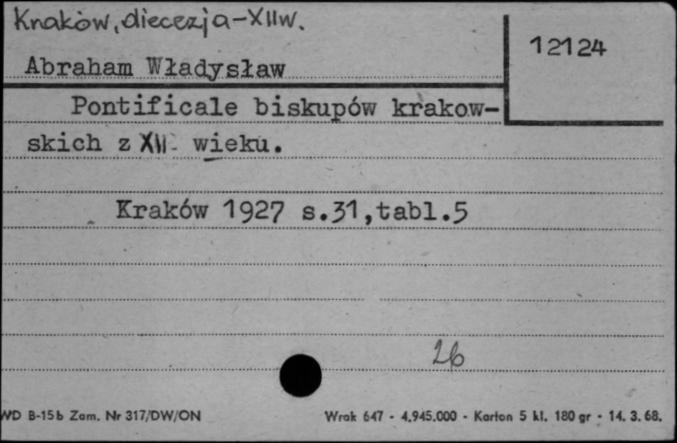 Kraków, diecezja-XIIw.
12124
Abraham Władysław
Pontificale biskupów krakow-
skich z XII wieku.
Kraków 1927 s.31,tabl.5
26
WD B-15b Zam. Nr 317/DW/ON
Wrak 647 - 4.945.000 - Karton 5 kl. 180 gr - 14. 3. 68.